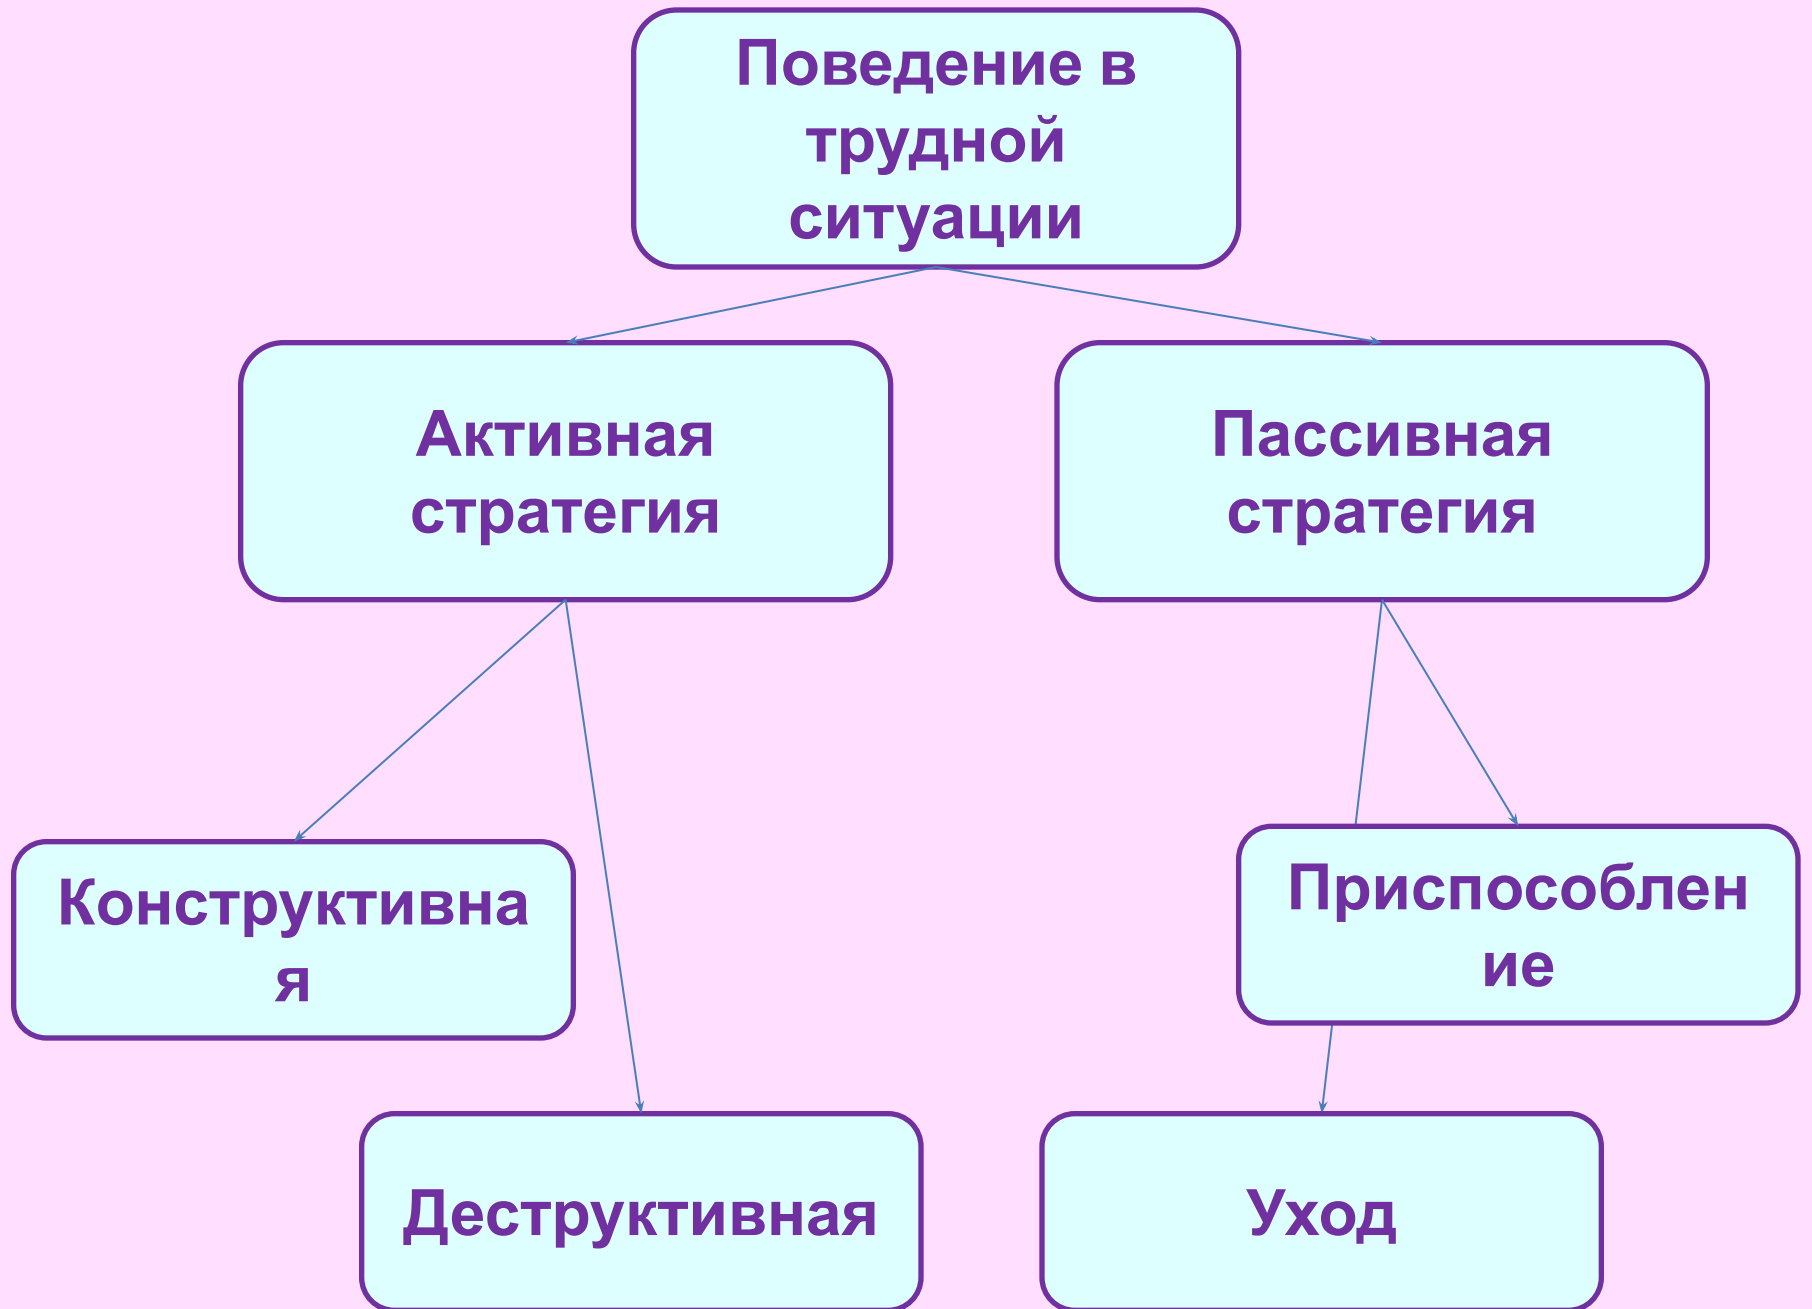 Поведение в
трудной
ситуации
Активная
стратегия
Пассивная
стратегия
Конструктивна
я
Приспособлен
ие
Деструктивная
Уход